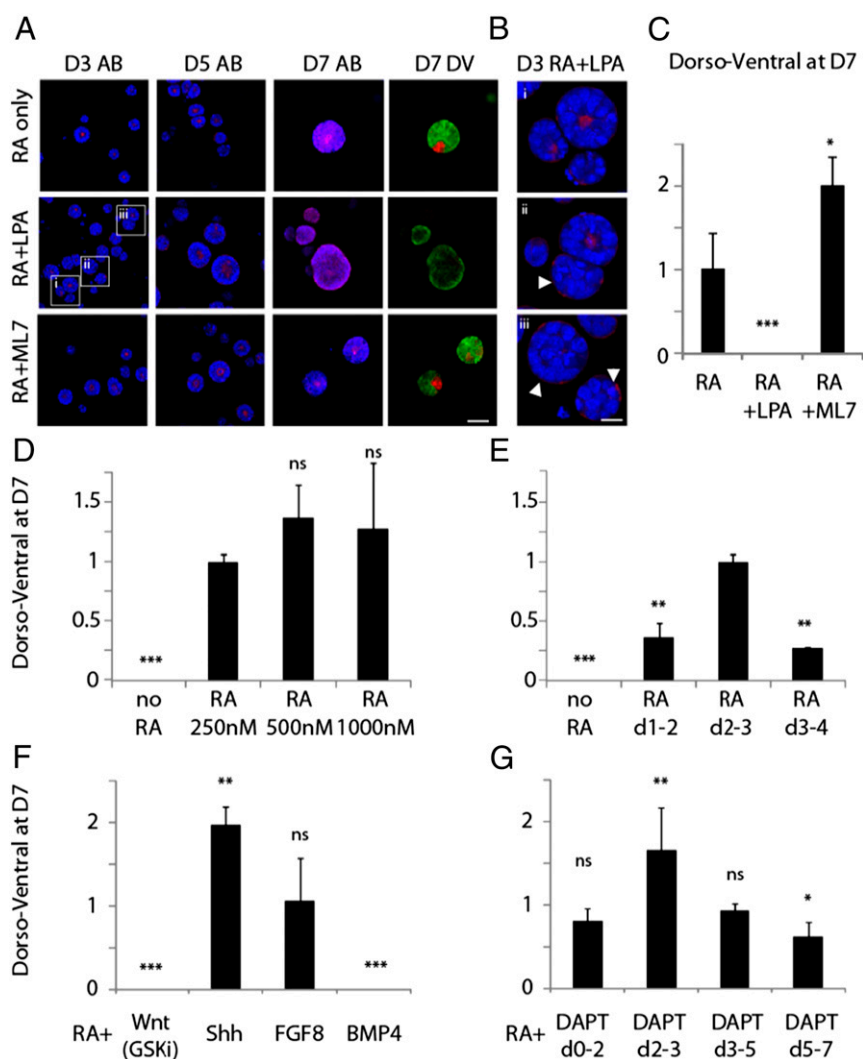 A
B
C
D3 AB
D5 AB
D7 AB
D7 DV
D3 RA+LPA
Dorso-Ventral at D7
RA only
RA+LPA
RA+ML7
iii
ii
i
i
ii
iii
2
1
0
***
*
RA
RA
+LPA
RA
+ML7
D
Dorso-Ventral at D7
1.5
1
0.5
0
***
ns
ns
no
RA
RA
250nM
RA
500nM
RA
1000nM
E
1.5
1
0.5
0
***
**
**
no
RA
RA
d1-2
RA
d2-3
RA
d3-4
F
Dorso-Ventral at D7
2
1
0
***
**
ns
***
RA+
Wnt
(GSKi)
Shh
FGF8
BMP4
G
2
1
0
ns
**
ns
*
RA+
DAPT
d0-2
DAPT
d2-3
DAPT
d3-5
DAPT
d5-7